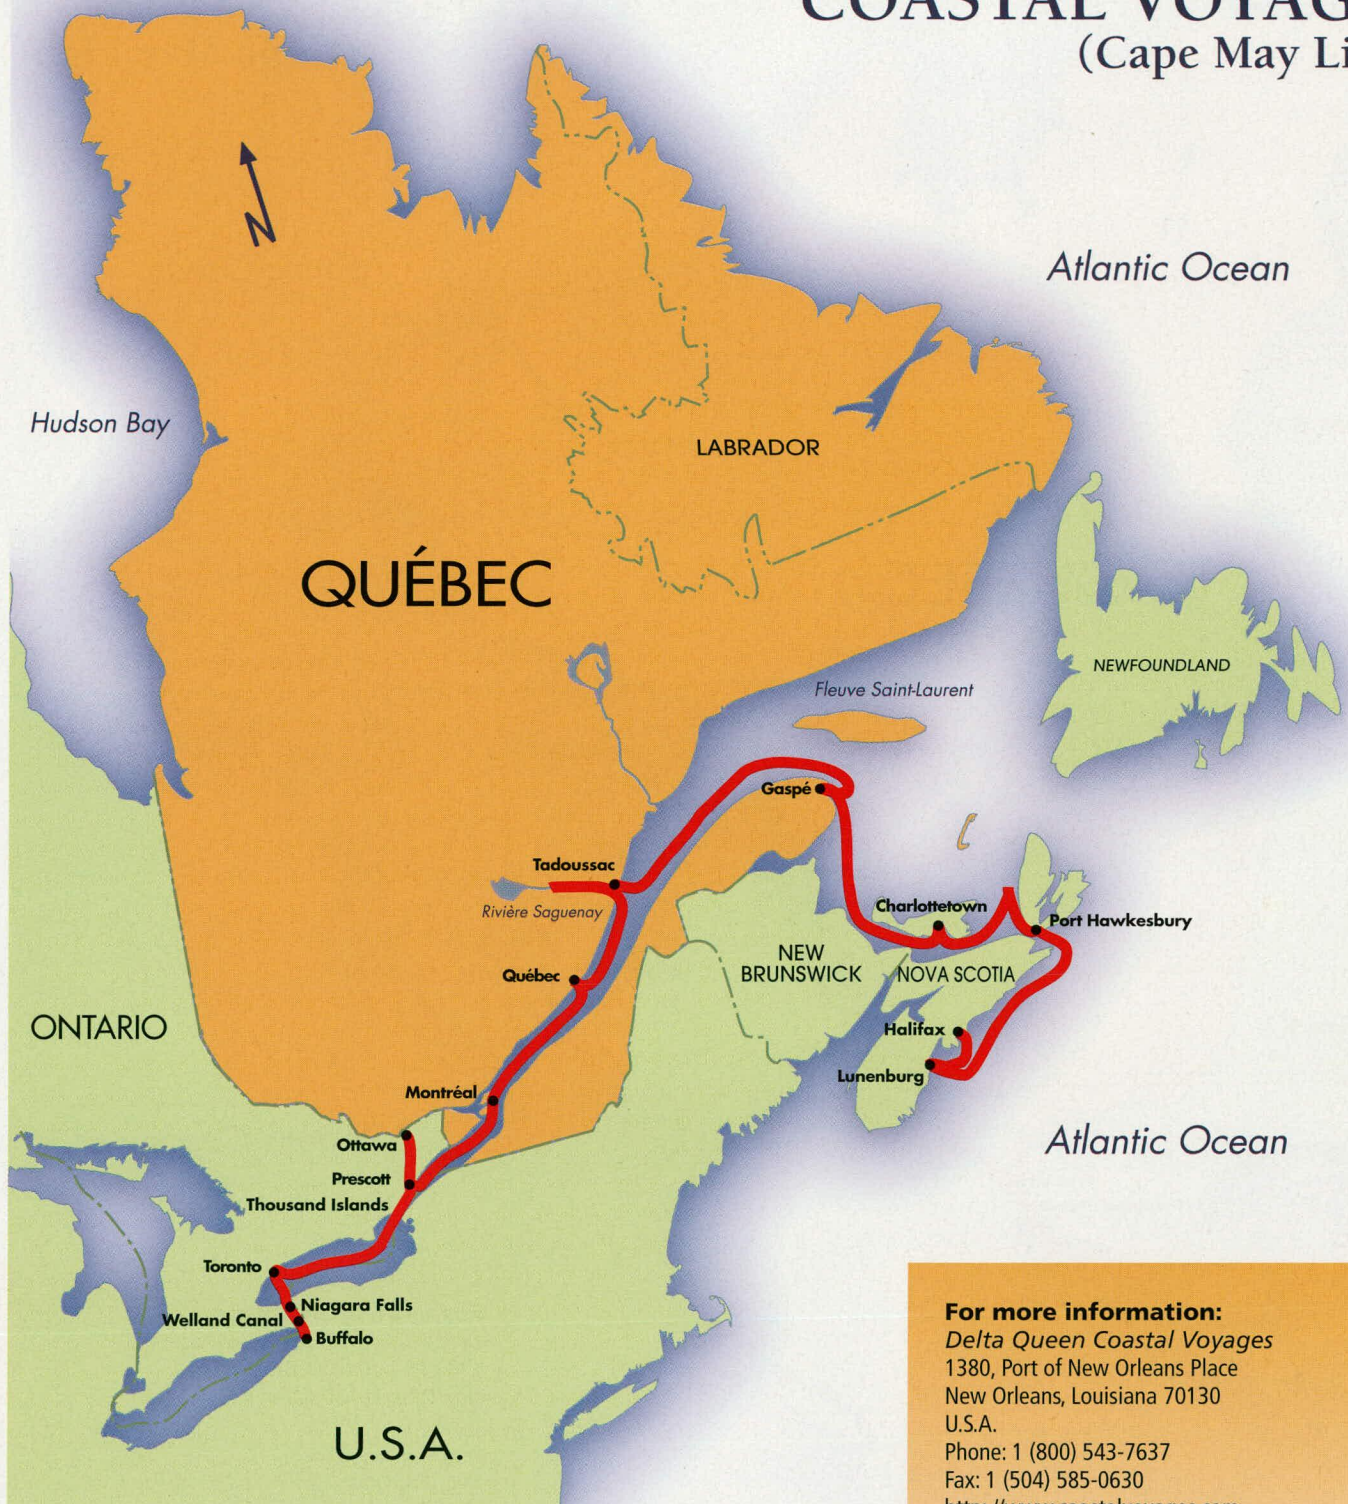 COASTAL VOYAG
(Cape May Li
N
Atlantic Ocean
Hudson Bay
LABRADOR
QUÉBEC
NEWFOUNDLAND
Fleuve Saint-Laurent
Gaspé
Tadoussac
Rivière Saguenay
Charlottetown
Port Hawkesbury
NEW
BRUNSWICK
NOVA SCOTIA
Québec
ONTARIO
Halifax
Lunenburg
Montréal
Ottawa
Atlantic Ocean
Prescott
Thousand Islands
Toronto
Niagara Falls
Welland Canal
Buffalo
U.S.A.
For more information:
Delta Queen Coastal Voyages
1380, Port of New Orleans Place
New Orleans, Louisiana 70130
U.S.A.
Phone: 1 (800) 543-7637
Fax: 1 (504) 585-0630